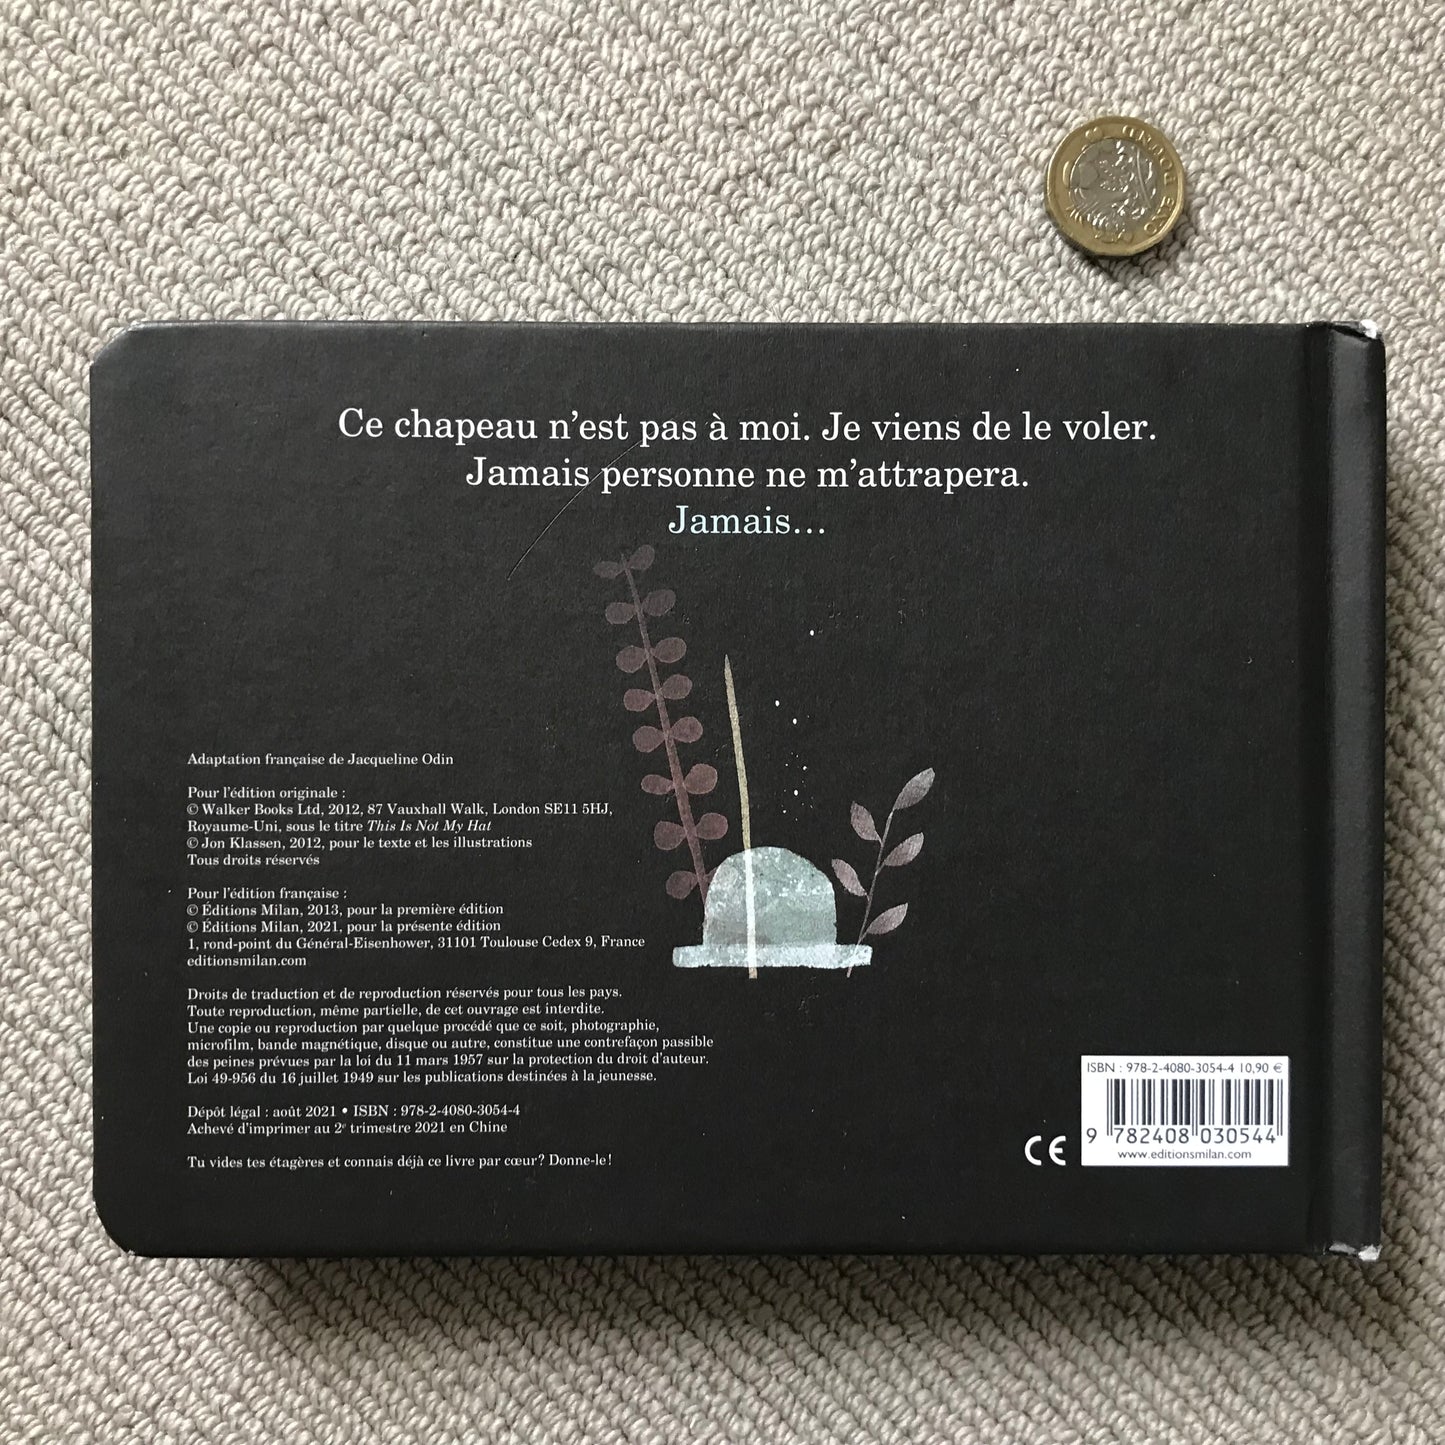 ONE POUND
Ce chapeau n'est pas à moi. Je viens de le voler.
Jamais personne ne m'attrapera.
Jamais…
Adaptation française de Jacqueline Odin
Pour l'édition originale :
© Walker Books Ltd, 2012, 87 Vauxhall Walk, London SE11 5HJ,
Royaume-Uni, sous le titre This Is Not My Hat
© Jon Klassen, 2012, pour le texte et les illustrations
Tous droits réservés
Pour l'édition française :
© Éditions Milan, 2013, pour la première édition
© Éditions Milan, 2021, pour la présente édition
1, rond-point du Général-Eisenhower, 31101 Toulouse Cedex 9, France
editionsmilan.com
Droits de traduction et de reproduction réservés pour tous les pays.
Toute reproduction, même partielle, de cet ouvrage est interdite.
Une copie ou reproduction par quelque procédé que ce soit, photographie,
microfilm, bande magnétique, disque ou autre, constitue une contrefaçon passible
des peines prévues par la loi du 11 mars 1957 sur la protection du droit d'auteur.
Loi 49-956 du 16 juillet 1949 sur les publications destinées à la jeunesse.
Dépôt légal : août 2021 • ISBN : 978-2-4080-3054-4
Achevé d'imprimer au 2e trimestre 2021 en Chine
Tu vides tes étagères et connais déjà ce livre par cœur ? Donne-le !
CE
ISBN : 978-2-4080-3054-4 10,90 €
9 782408 030544
www.editionsmilan.com